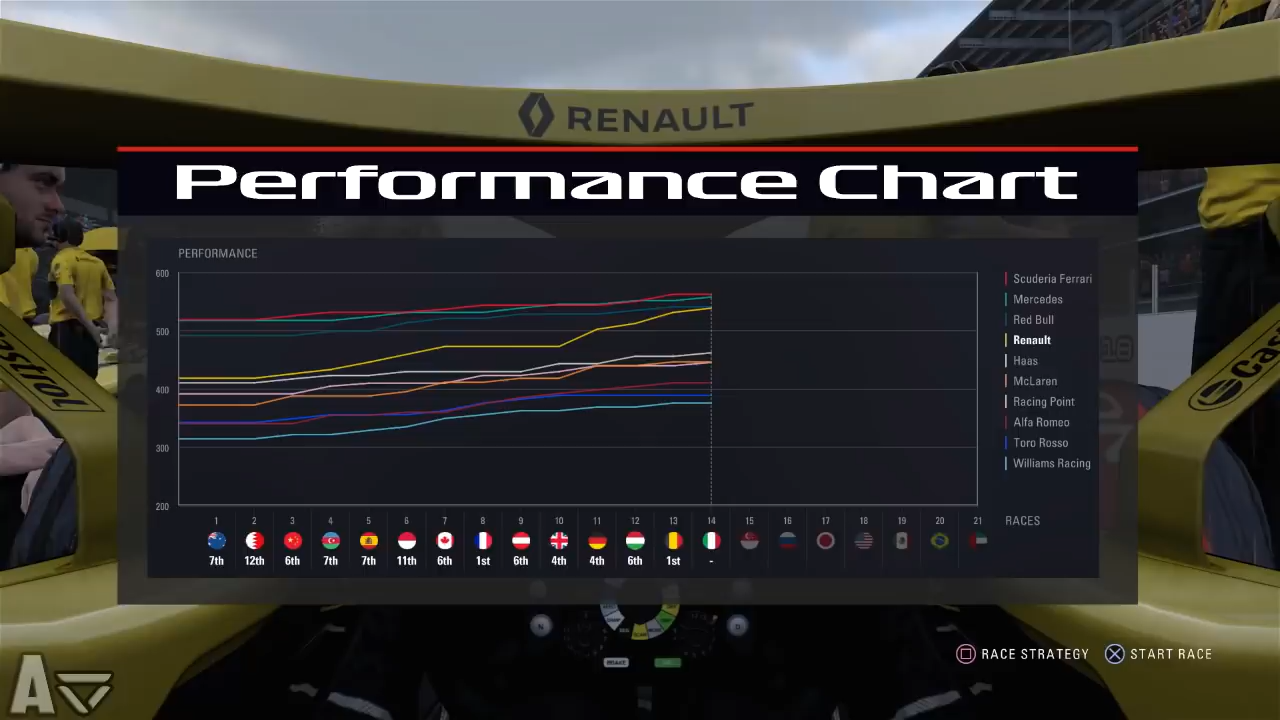 RENAULT
Performance Chart
PERFORMANCE
600
500
400
300
200
Scuderia Ferrari
Mercedes
Red Bull
Renault
Haas
McLaren
Racing Point
Alfa Romeo
Toro Rosso
Williams Racing
1 2 3 4 5 6 7 8 9 10 11 12 13 14 15 16 17 18 19 20 21 RACES
7th 12th 6th 7th 7th 11th 6th 1st 6th 4th 4th 6th 1st -
Castrol
Cas
BRAKE
RACE STRATEGY START RACE
A